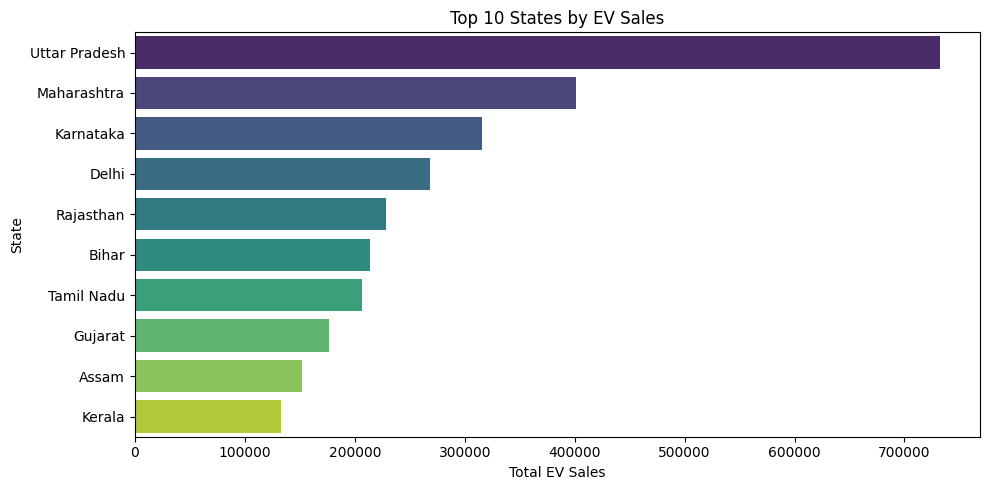 Top 10 States by EV Sales
State
Uttar Pradesh
Maharashtra
Karnataka
Delhi
Rajasthan
Bihar
Tamil Nadu
Gujarat
Assam
Kerala
0 100000 200000 300000 400000 500000 600000 700000
Total EV Sales